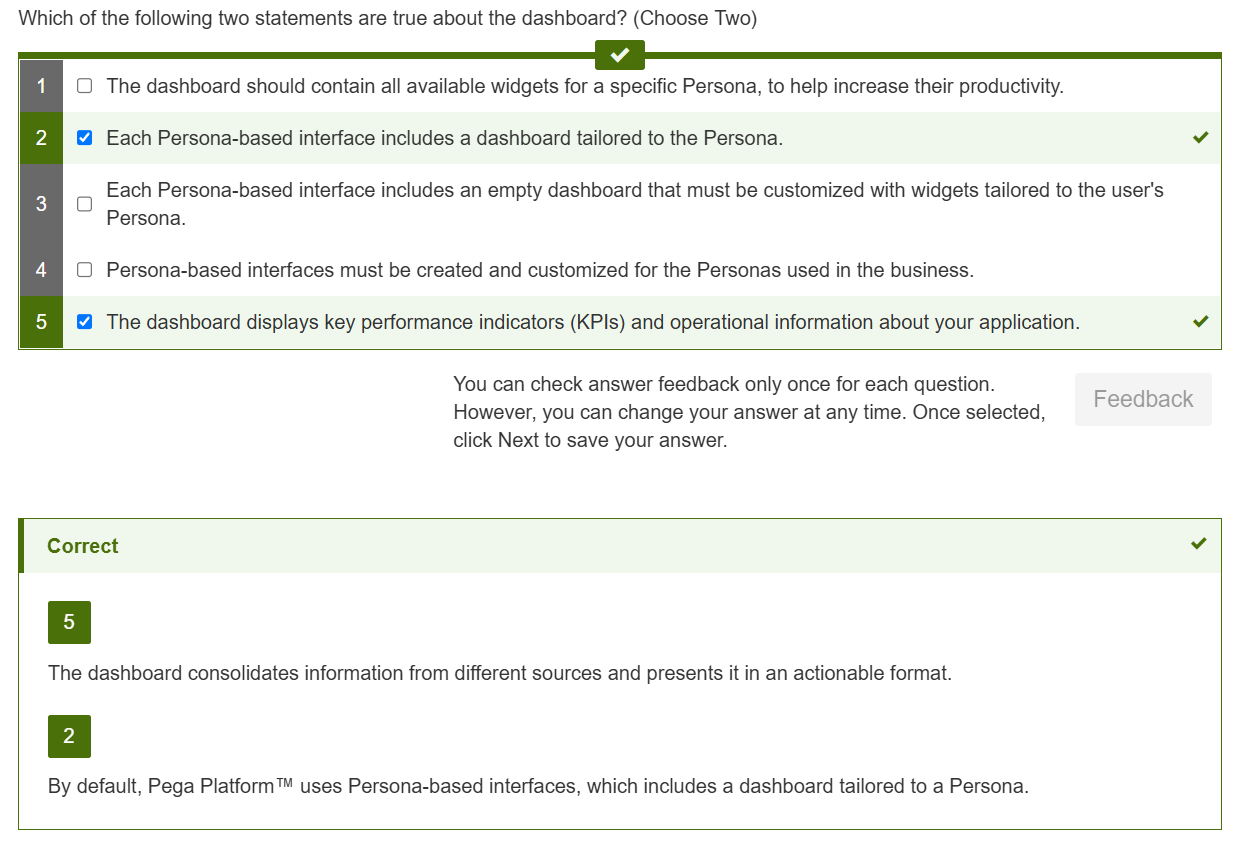 Which of the following two statements are true about the dashboard? (Choose Two)
1 The dashboard should contain all available widgets for a specific Persona, to help increase their productivity.
2 Each Persona-based interface includes a dashboard tailored to the Persona.
3 Each Persona-based interface includes an empty dashboard that must be customized with widgets tailored to the user's
Persona.
4 Persona-based interfaces must be created and customized for the Personas used in the business.
5 The dashboard displays key performance indicators (KPIs) and operational information about your application.
You can check answer feedback only once for each question.
However, you can change your answer at any time. Once selected,
click Next to save your answer.
Feedback
Correct
5
The dashboard consolidates information from different sources and presents it in an actionable format.
2
By default, Pega Platform™ uses Persona-based interfaces, which includes a dashboard tailored to a Persona.